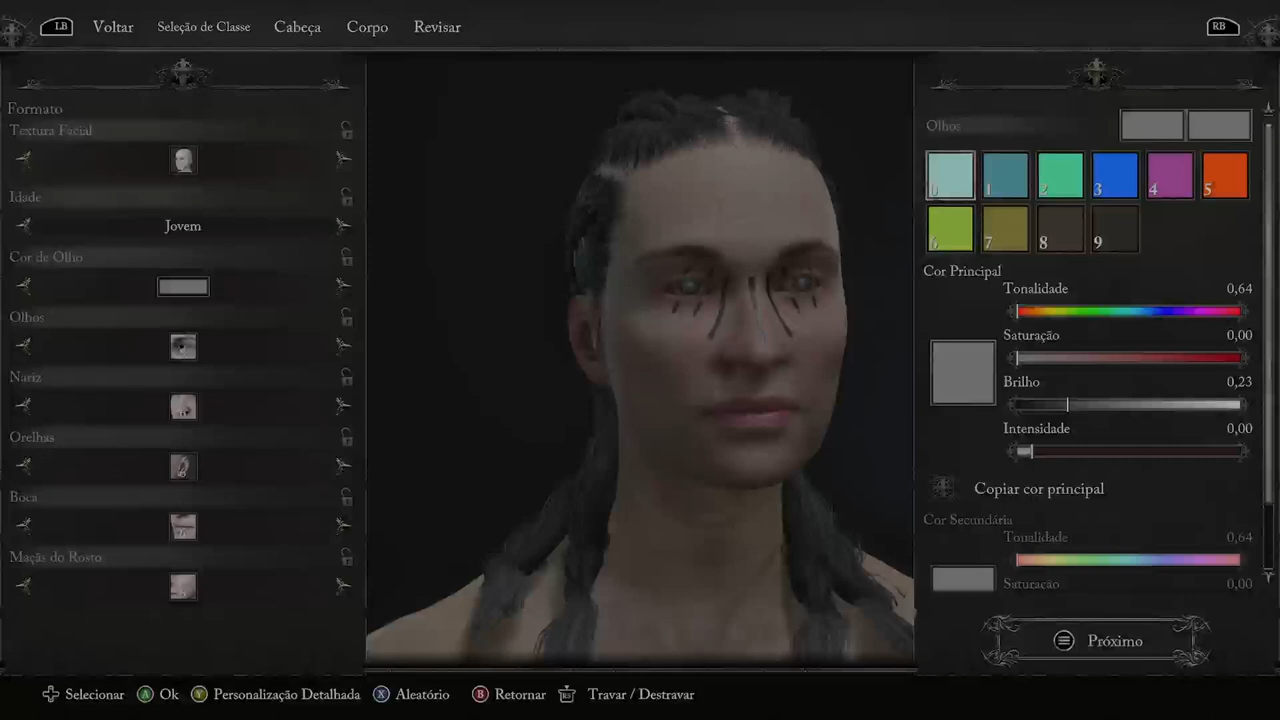 LB Voltar Seleção de Classe Cabeça Corpo Revisar RB
Formato
Textura Facial
Idade
Jovem
Cor de Olho
Olhos
Nariz
Orelhas
Boca
Maçãs do Rosto
Olhos
0 1 2 3 4 5
6 7 8 9
Cor Principal
Tonalidade 0,64
Saturação 0,00
Brilho 0,23
Intensidade 0,00
Copiar cor principal
Cor Secundária
Tonalidade 0,64
Saturação 0,00
Próximo
Selecionar A Ok Y Personalização Detalhada X Aleatório B Retornar RS Travar / Destravar